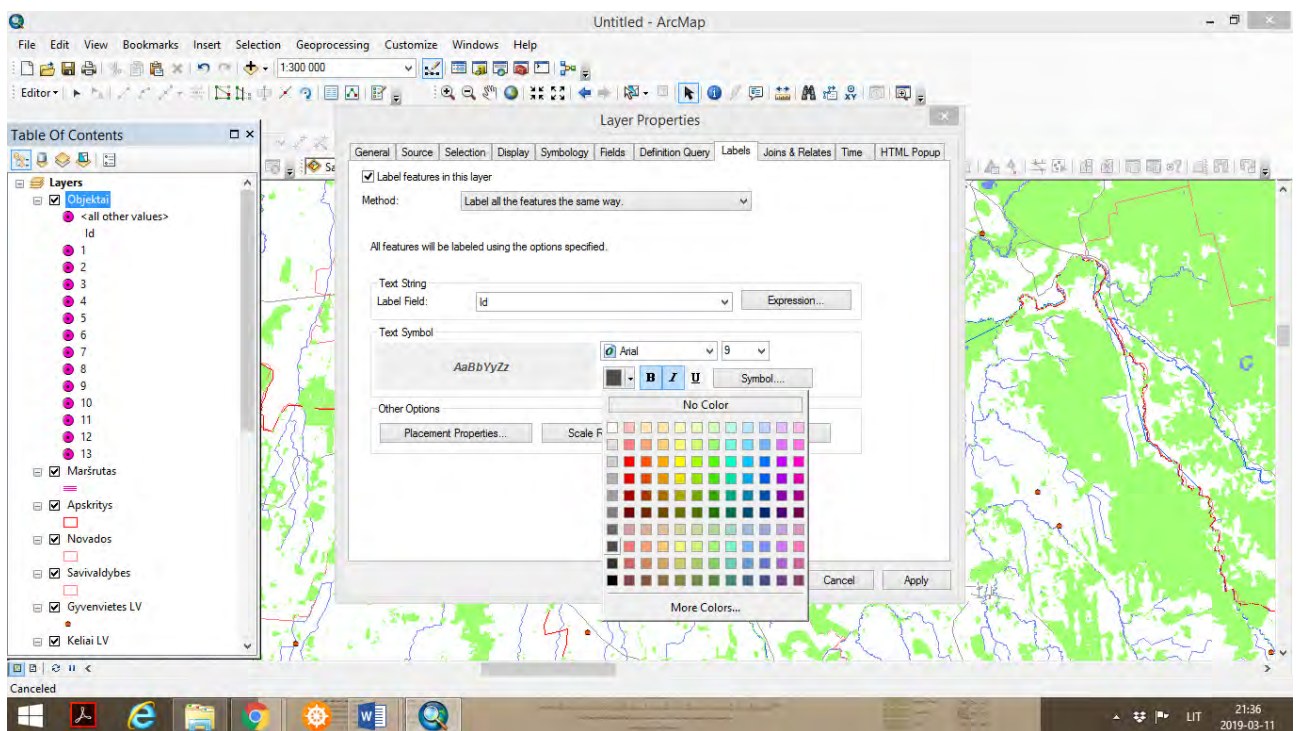 Untitled - ArcMap
File Edit View Bookmarks Insert Selection Geoprocessing Customize Windows Help
1:300 000
Editor
Layer Properties
Table Of Contents
General Source Selection Display Symbology Fields Definition Query Labels Joins & Relates Time HTML Popup
Label features in this layer
Method: Label all the features the same way.
All features will be labeled using the options specified.
Text String
Label Field: Id Expression...
Text Symbol
AaBbYyZz
Arial 9
B I U Symbol...
Other Options
Placement Properties...
No Color
More Colors...
Cancel Apply
Layers
Objektai
<all other values>
Id
1
2
3
4
5
6
7
8
9
10
11
12
13
Maršrutas
Apskritys
Novados
Savivaldybes
Gyvenvietes LV
Keliai LV
Canceled
LIT
21:36
2019-03-11